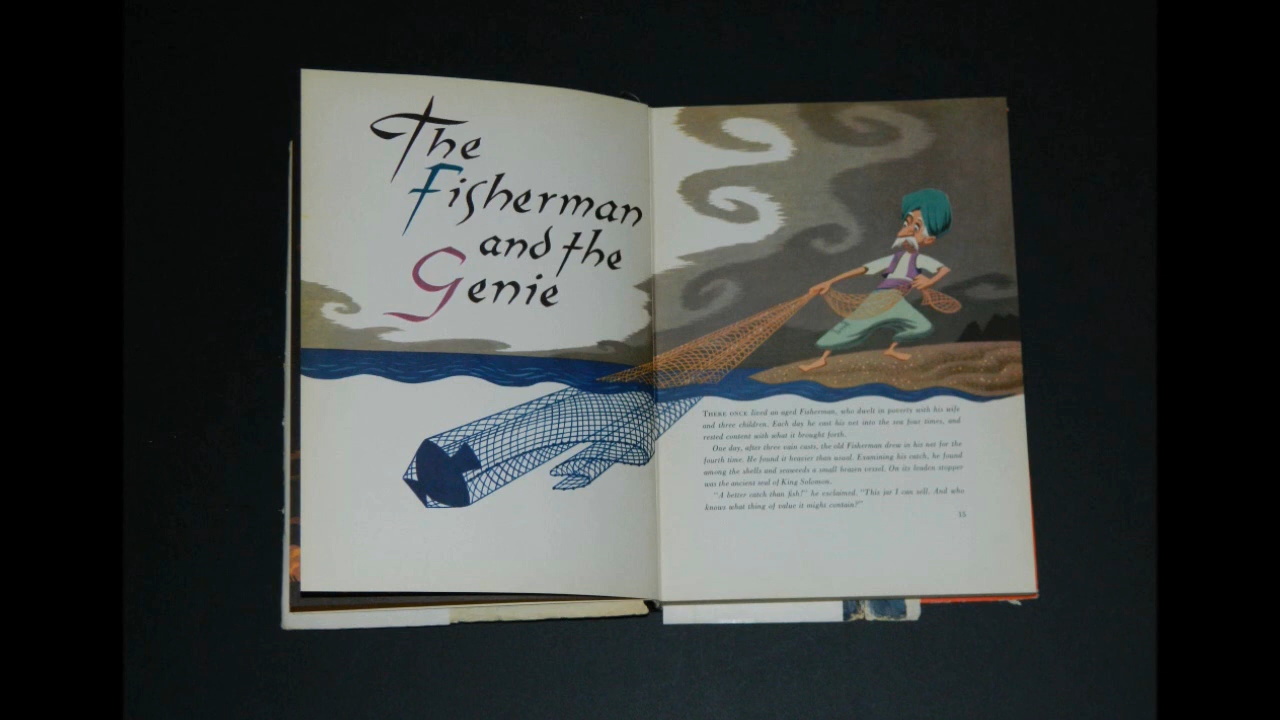 The
Fisherman
and the
Genie
THERE ONCE lived an aged Fisherman, who dwelt in poverty with his wife
and three children. Each day he cast his net into the sea four times, and
rested content with what it brought forth.
One day, after three vain casts, the old Fisherman drew in his net for the
fourth time. He found it heavier than usual. Examining his catch, he found
among the shells and seaweeds a small brazen vessel. On its leaden stopper
was the ancient seal of King Solomon.
"A better catch than fish!" he exclaimed. "This jar I can sell. And who
knows what thing of value it might contain?"
15